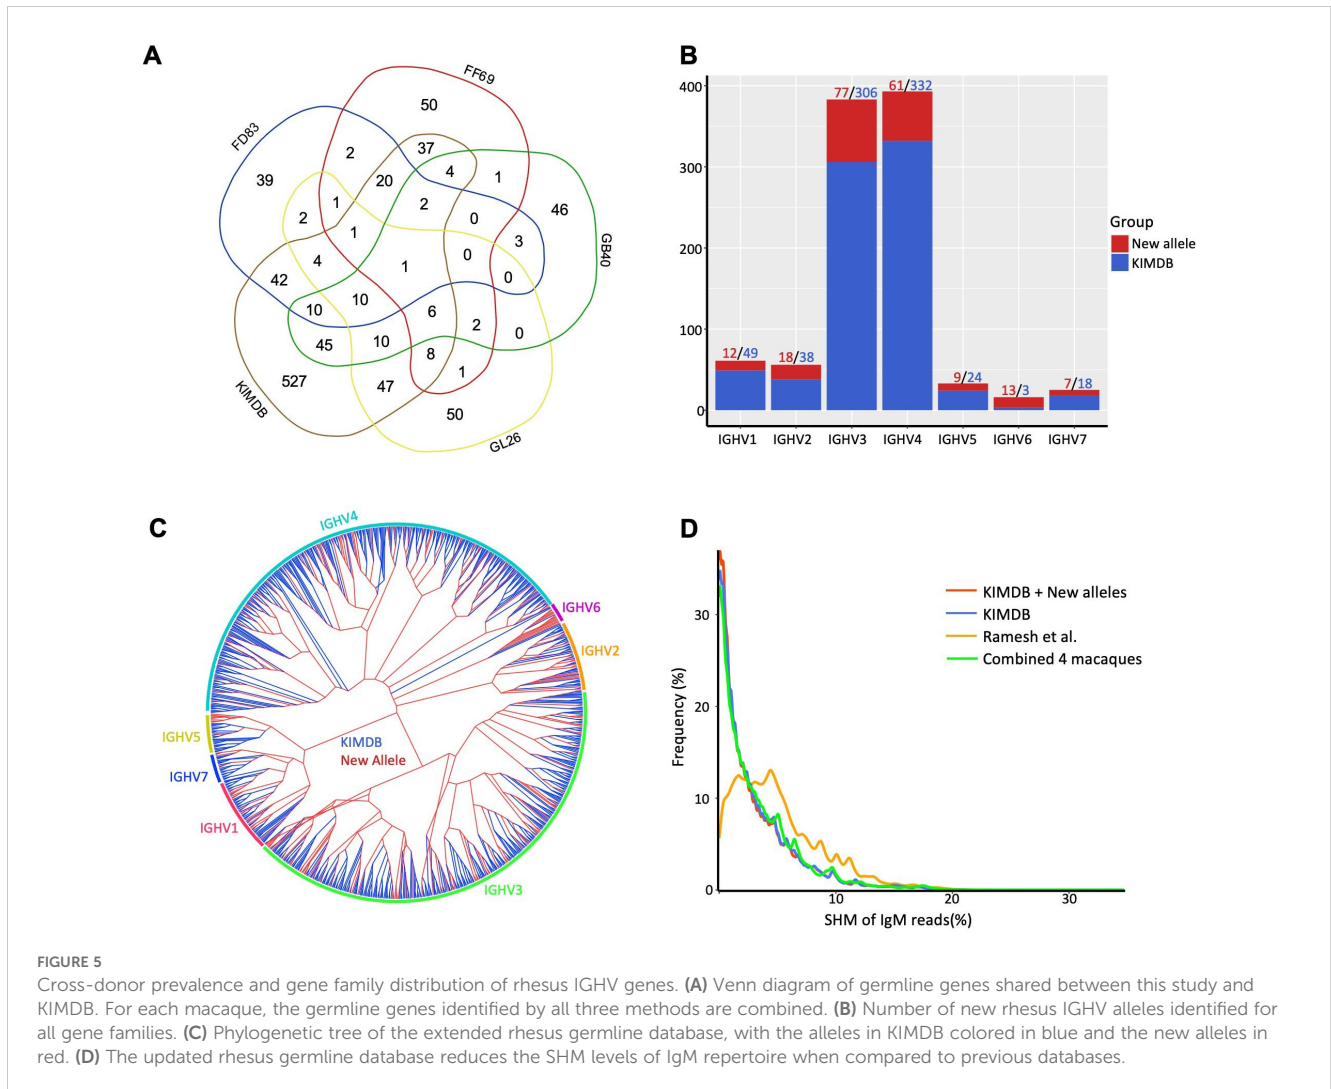 A
FF69
FD83
GB40
KIMDB
GL26
50
2
37
39
20
4
1
46
1
2
2
0
1
3
4
1
0
42
0
10
10
6
2
0
45
10
8
1
527
47
50
B
400
300
200
100
0
12/49
18/38
77/306
61/332
9/24
13/3
7/18
IGHV1 IGHV2 IGHV3 IGHV4 IGHV5 IGHV6 IGHV7
Group
New allele
KIMDB
C
IGHV4
IGHV6
IGHV2
IGHV5
IGHV7
IGHV1
IGHV3
KIMDB
New Allele
D
Frequency (%)
30
20
10
0
10 20 30
SHM of IgM reads(%)
KIMDB + New alleles
KIMDB
Ramesh et al.
Combined 4 macaques
FIGURE 5
Cross-donor prevalence and gene family distribution of rhesus IGHV genes. (A) Venn diagram of germline genes shared between this study and
KIMDB. For each macaque, the germline genes identified by all three methods are combined. (B) Number of new rhesus IGHV alleles identified for
all gene families. (C) Phylogenetic tree of the extended rhesus germline database, with the alleles in KIMDB colored in blue and the new alleles in
red. (D) The updated rhesus germline database reduces the SHM levels of IgM repertoire when compared to previous databases.